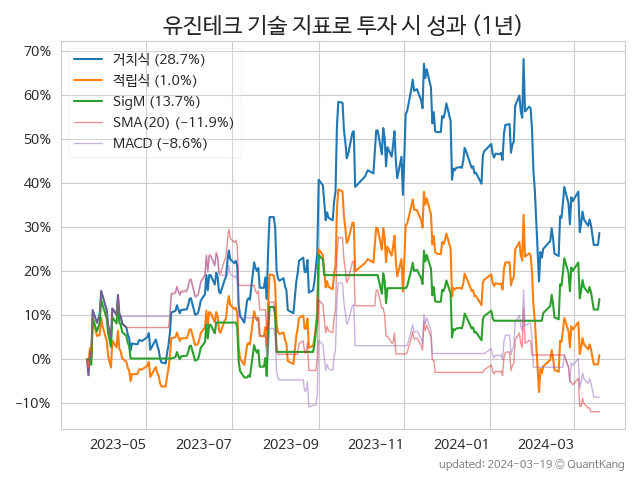 유진테크 기술 지표로 투자 시 성과 (1년)
70%
60%
50%
40%
30%
20%
10%
0%
−10%
거치식 (28.7%)
적립식 (1.0%)
SigM (13.7%)
SMA(20) (−11.9%)
MACD (−8.6%)
2023−05
2023−07
2023−09
2023−11
2024−01
2024−03
updated: 2024−03−19 © QuantKang